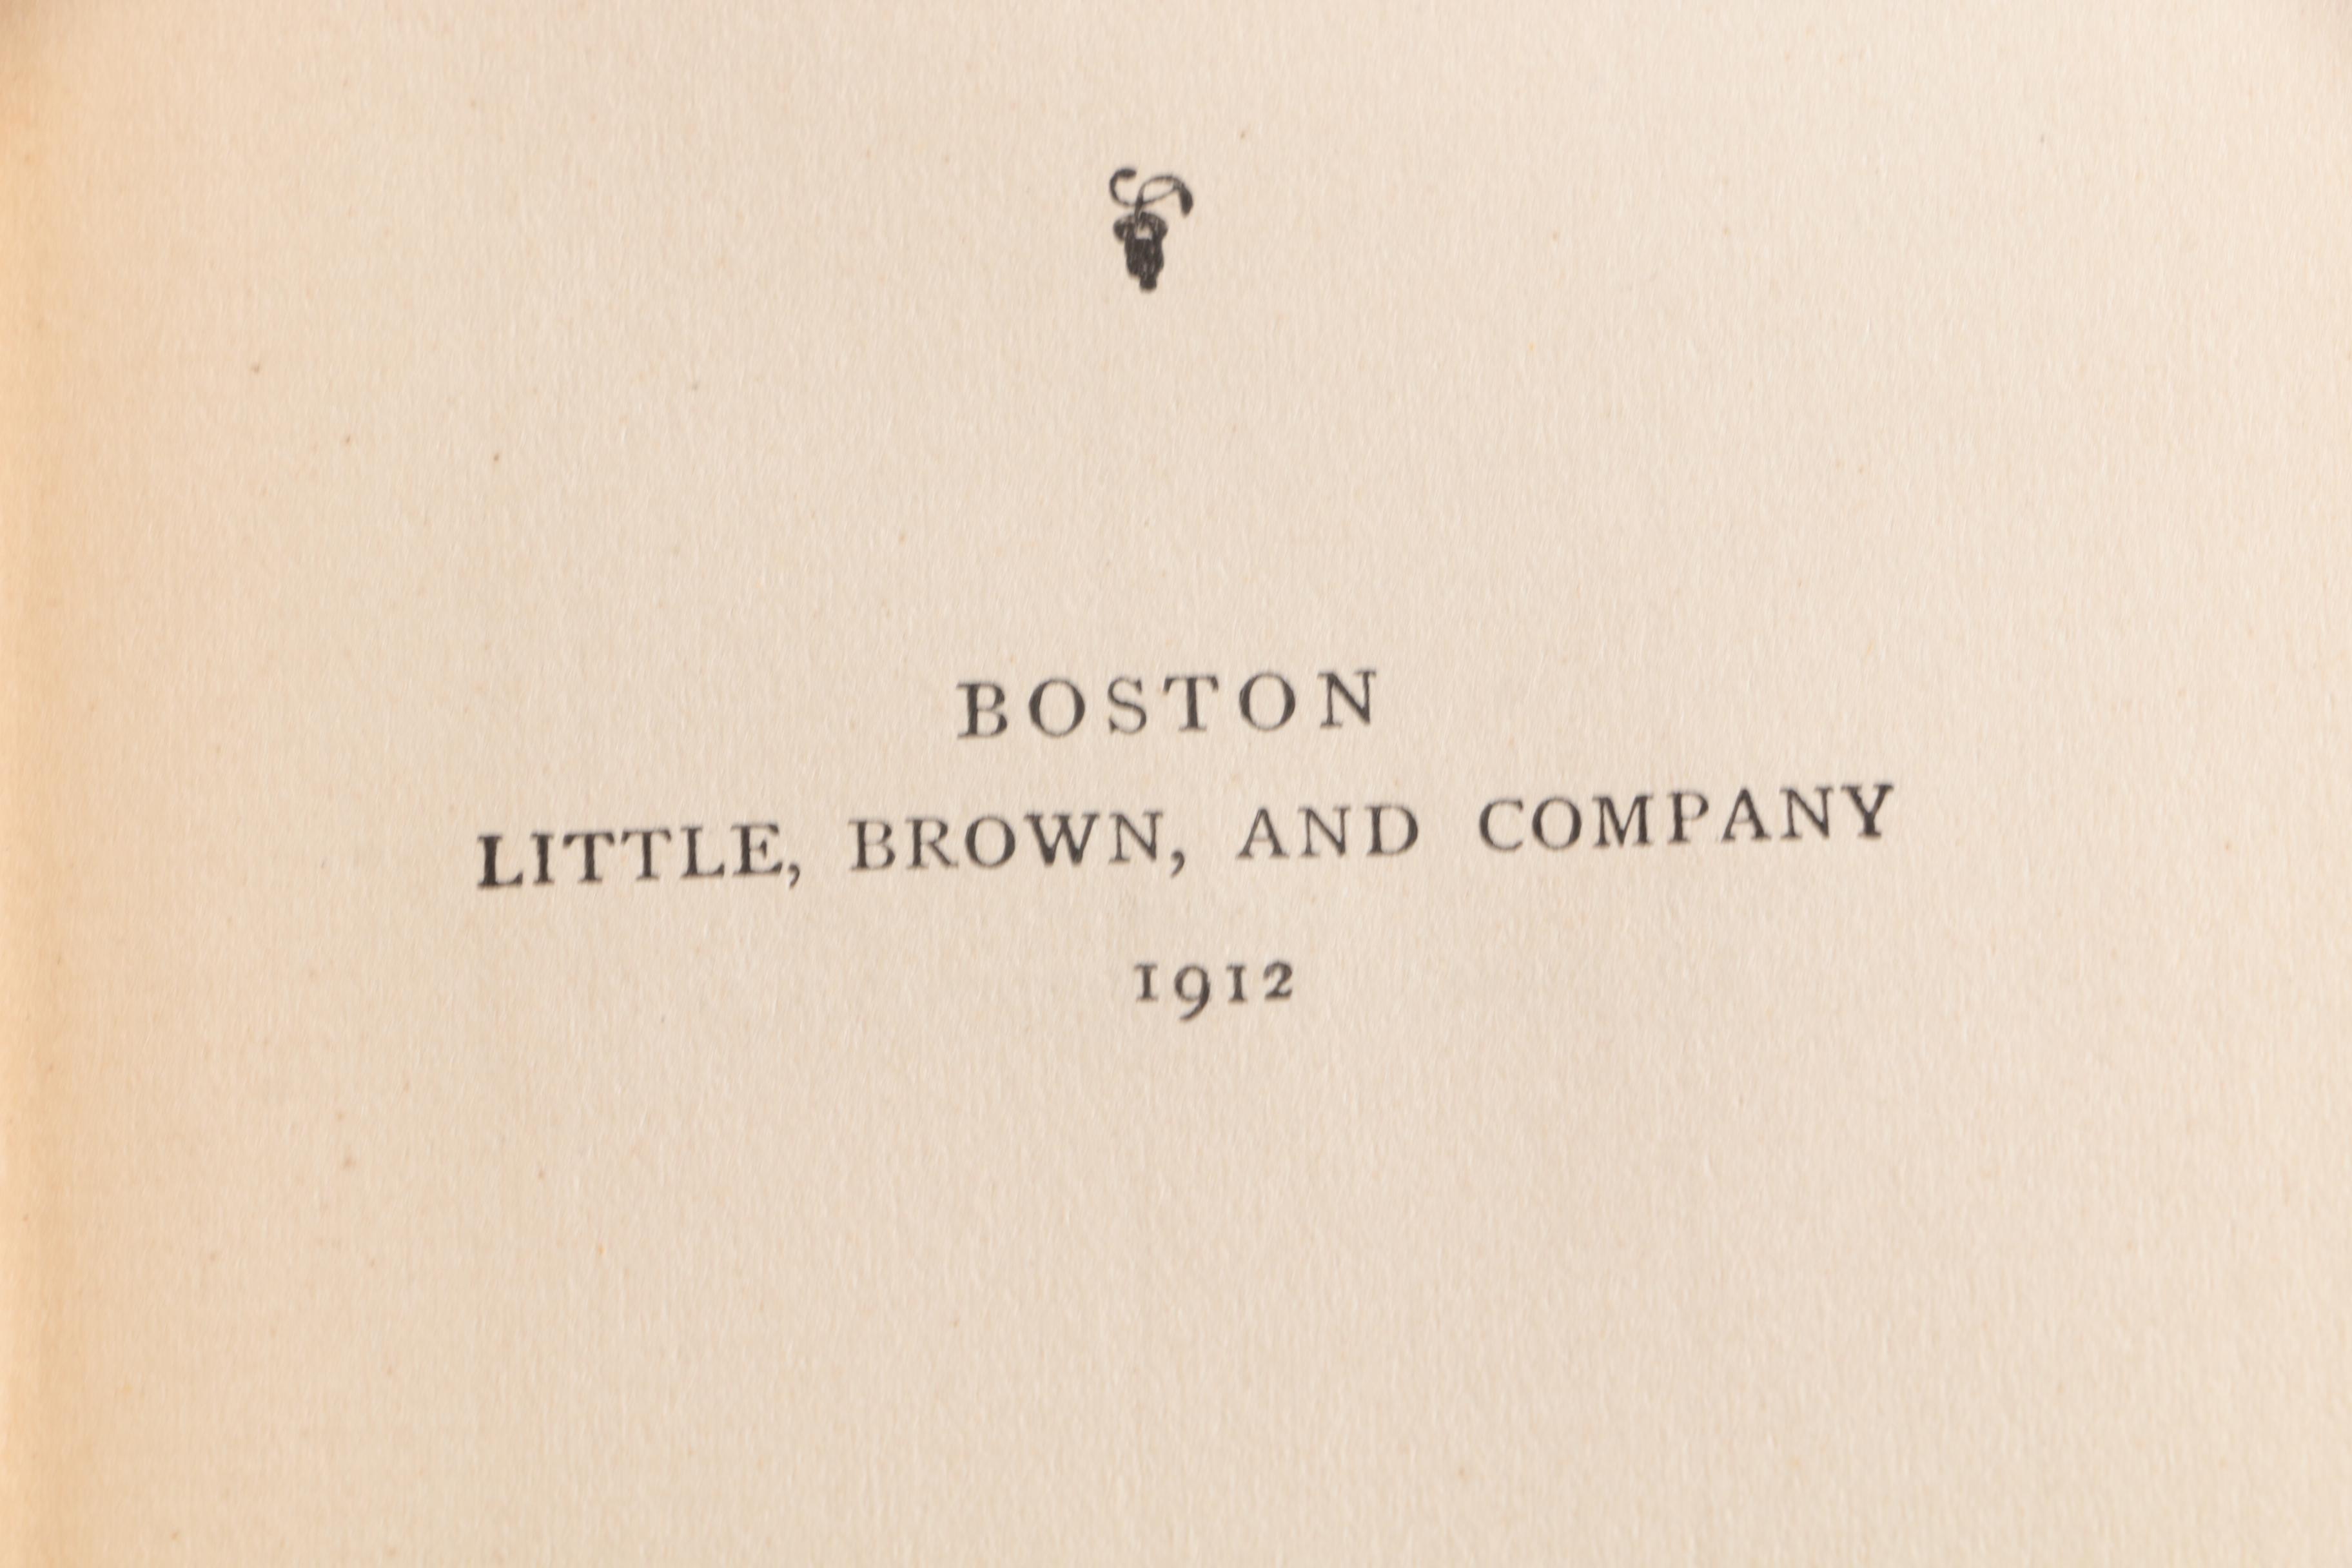 BOSTON
LITTLE, BROWN, AND COMPANY
1912